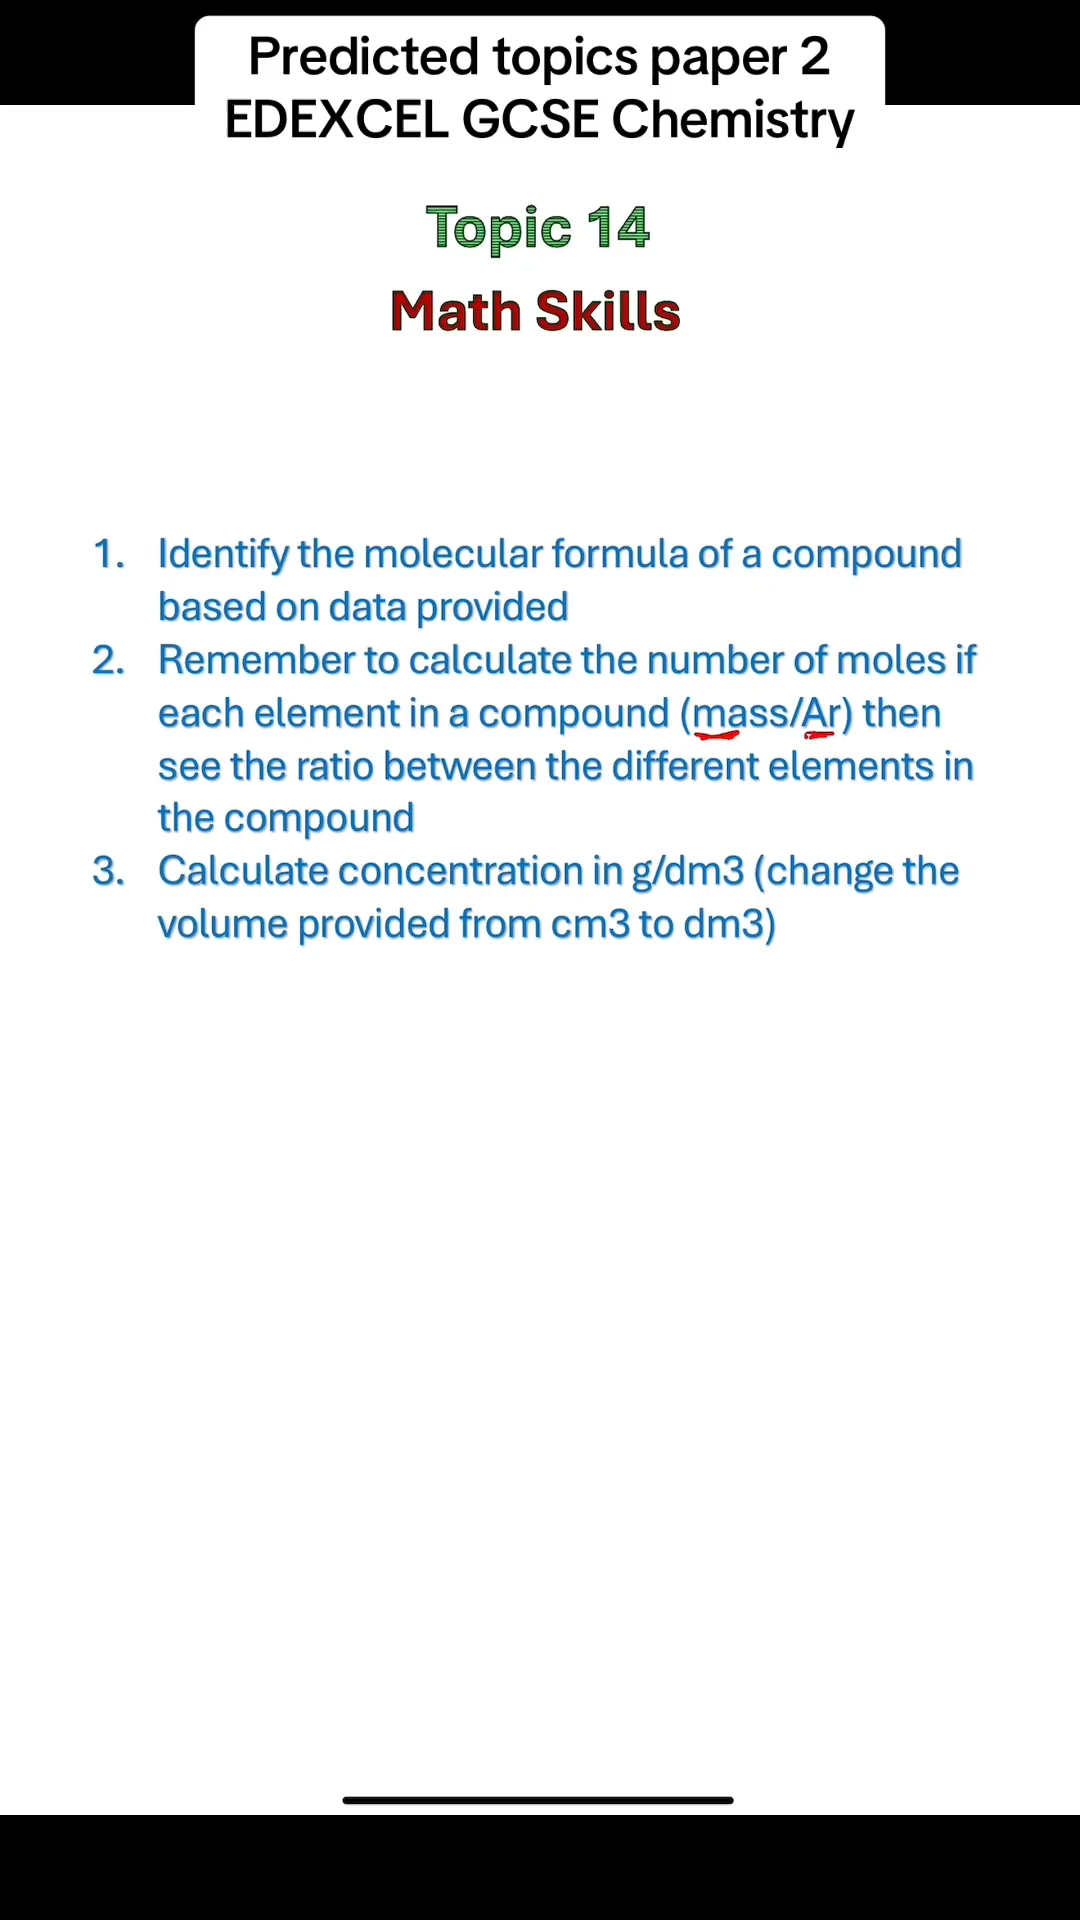 Predicted topics paper 2
EDEXCEL GCSE Chemistry
Topic 14
Math Skills
1. Identify the molecular formula of a compound
based on data provided
2. Remember to calculate the number of moles if
each element in a compound (mass/Ar) then
see the ratio between the different elements in
the compound
3. Calculate concentration in g/dm3 (change the
volume provided from cm3 to dm3)